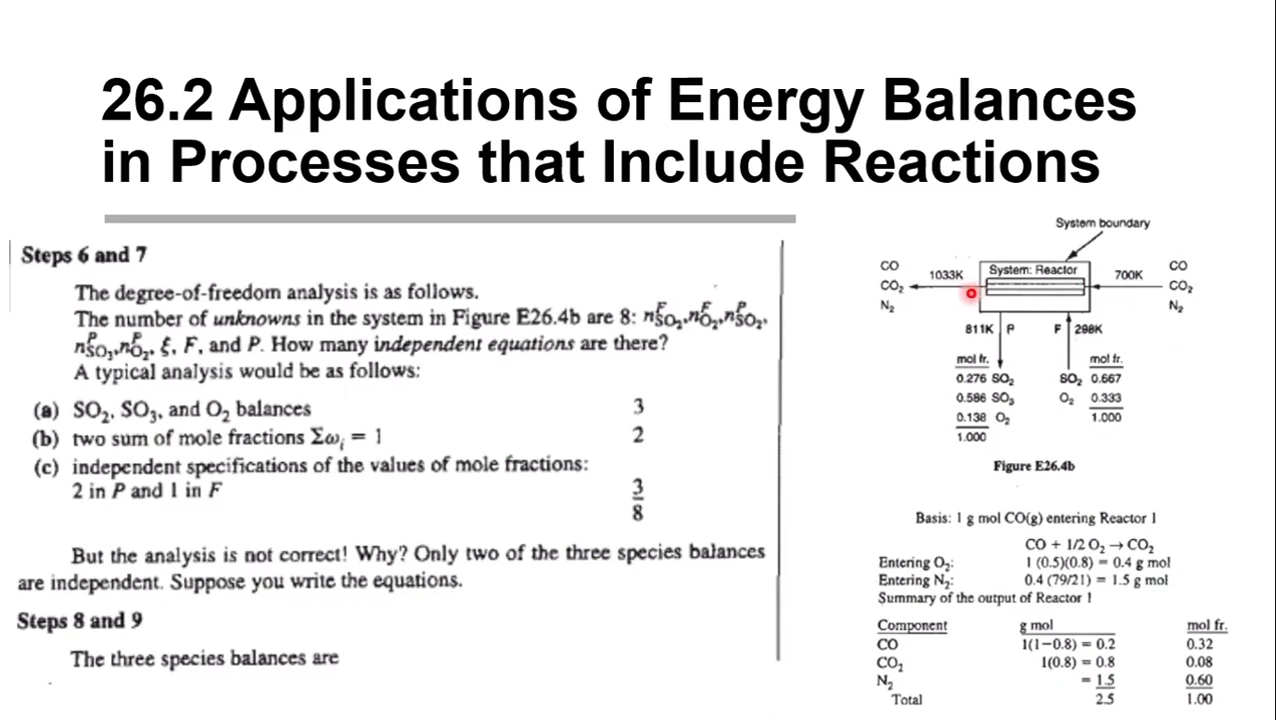 26.2 Applications of Energy Balances
in Processes that Include Reactions
Steps 6 and 7
The degree-of-freedom analysis is as follows.
The number of unknowns in the system in Figure E26.4b are 8: n^F_SO₂, n^F_O₂, n^P_SO₂,
n^P_SO₃, n^P_O₂, ξ, F, and P. How many independent equations are there?
A typical analysis would be as follows:
(a) SO₂, SO₃, and O₂ balances 3
(b) two sum of mole fractions Σω_i = 1 2
(c) independent specifications of the values of mole fractions:
2 in P and 1 in F 3
8
But the analysis is not correct! Why? Only two of the three species balances
are independent. Suppose you write the equations.
Steps 8 and 9
The three species balances are
System boundary
CO 1033K System: Reactor 700K CO
CO₂ CO₂
N₂ N₂
811K P F 298K
mol fr. mol fr.
0.276 SO₂ SO₂ 0.667
0.586 SO₃ O₂ 0.333
0.138 O₂ 1.000
1.000
Figure E26.4b
Basis: 1 g mol CO(g) entering Reactor 1
CO + 1/2 O₂ → CO₂
Entering O₂: 1 (0.5)(0.8) = 0.4 g mol
Entering N₂: 0.4 (79/21) = 1.5 g mol
Summary of the output of Reactor 1
Component g mol mol fr.
CO 1(1−0.8) = 0.2 0.32
CO₂ 1(0.8) = 0.8 0.08
N₂ = 1.5 0.60
Total 2.5 1.00